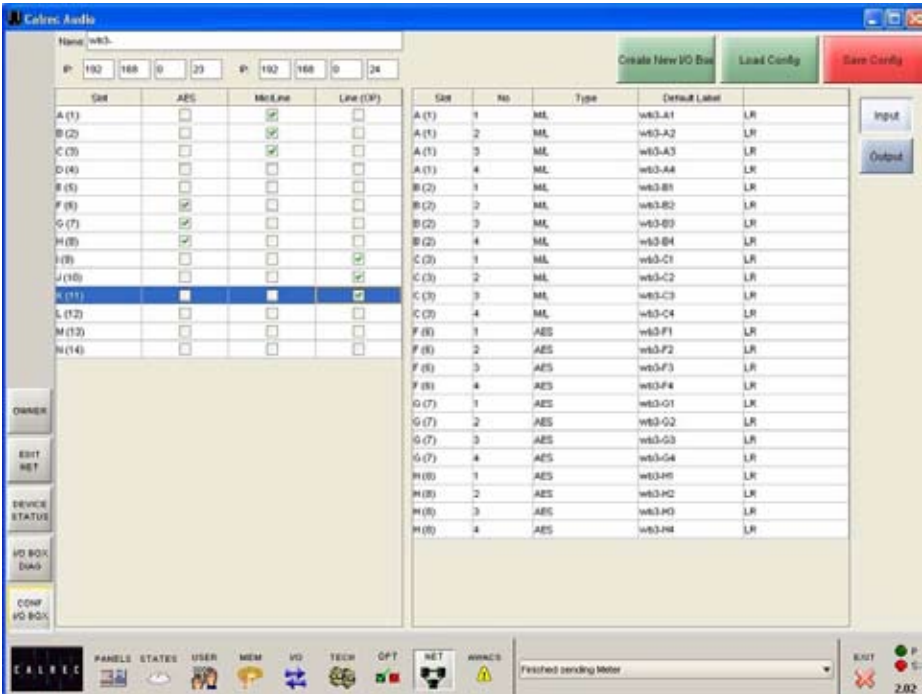 Calrec Audio
Name wb3-
IP: 192 168 0 23 IP: 192 168 0 24
Create New I/O Box Load Config Save Config
Slot AES Mic/Line Line (OP)
A (1)
B (2)
C (3)
D (4)
E (5)
F (6)
G (7)
H (8)
I (9)
J (10)
K (11)
L (12)
M (13)
N (14)
Slot No Type Default Label
A (1) 1 M/L wb3-A1 LR
A (1) 2 M/L wb3-A2 LR
A (1) 3 M/L wb3-A3 LR
A (1) 4 M/L wb3-A4 LR
B (2) 1 M/L wb3-B1 LR
B (2) 2 M/L wb3-B2 LR
B (2) 3 M/L wb3-B3 LR
B (2) 4 M/L wb3-B4 LR
C (3) 1 M/L wb3-C1 LR
C (3) 2 M/L wb3-C2 LR
C (3) 3 M/L wb3-C3 LR
C (3) 4 M/L wb3-C4 LR
F (6) 1 AES wb3-F1 LR
F (6) 2 AES wb3-F2 LR
F (6) 3 AES wb3-F3 LR
F (6) 4 AES wb3-F4 LR
G (7) 1 AES wb3-G1 LR
G (7) 2 AES wb3-G2 LR
G (7) 3 AES wb3-G3 LR
G (7) 4 AES wb3-G4 LR
H (8) 1 AES wb3-H1 LR
H (8) 2 AES wb3-H2 LR
H (8) 3 AES wb3-H3 LR
H (8) 4 AES wb3-H4 LR
Input
Output
OWNER
EDIT
NET
DEVICE
STATUS
I/O BOX
DIAG
CONF
I/O BOX
CALREC
PANELS STATES USER MEM I/O TECH OPT NET AWACS
Finished sending Meter
EXIT
P
S
2.02